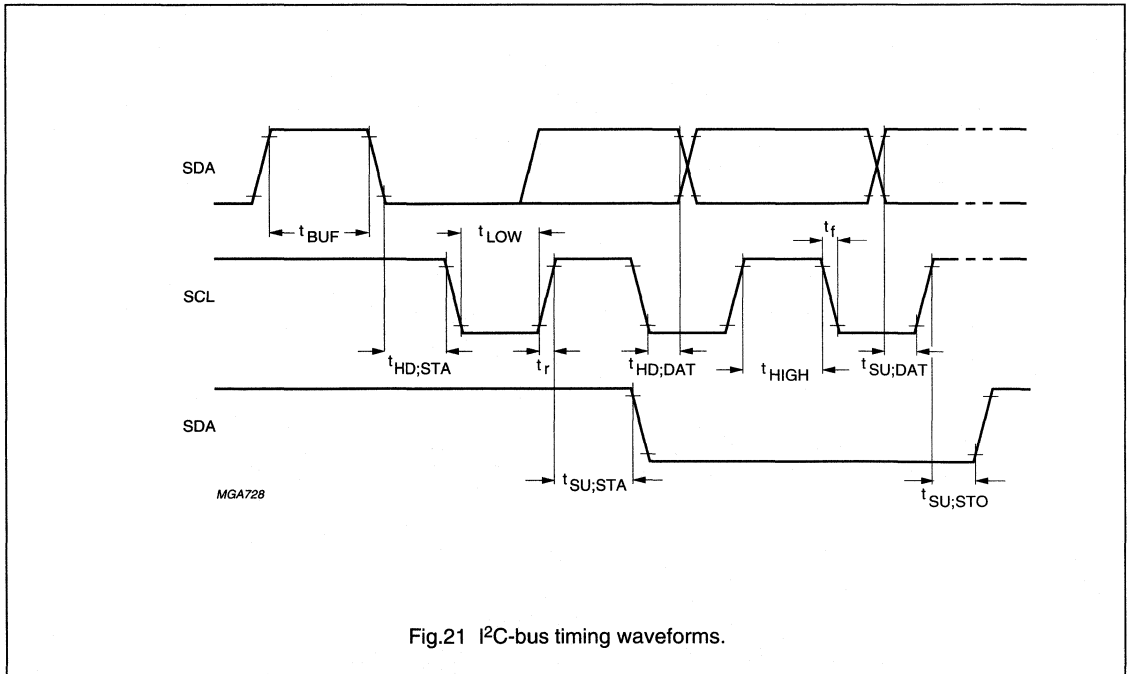 SDA
t BUF
t LOW
t f
SCL
t HD;STA
t r
t HD;DAT
t HIGH
t SU;DAT
SDA
t SU;STA
t SU;STO
MGA728
Fig.21 I²C-bus timing waveforms.